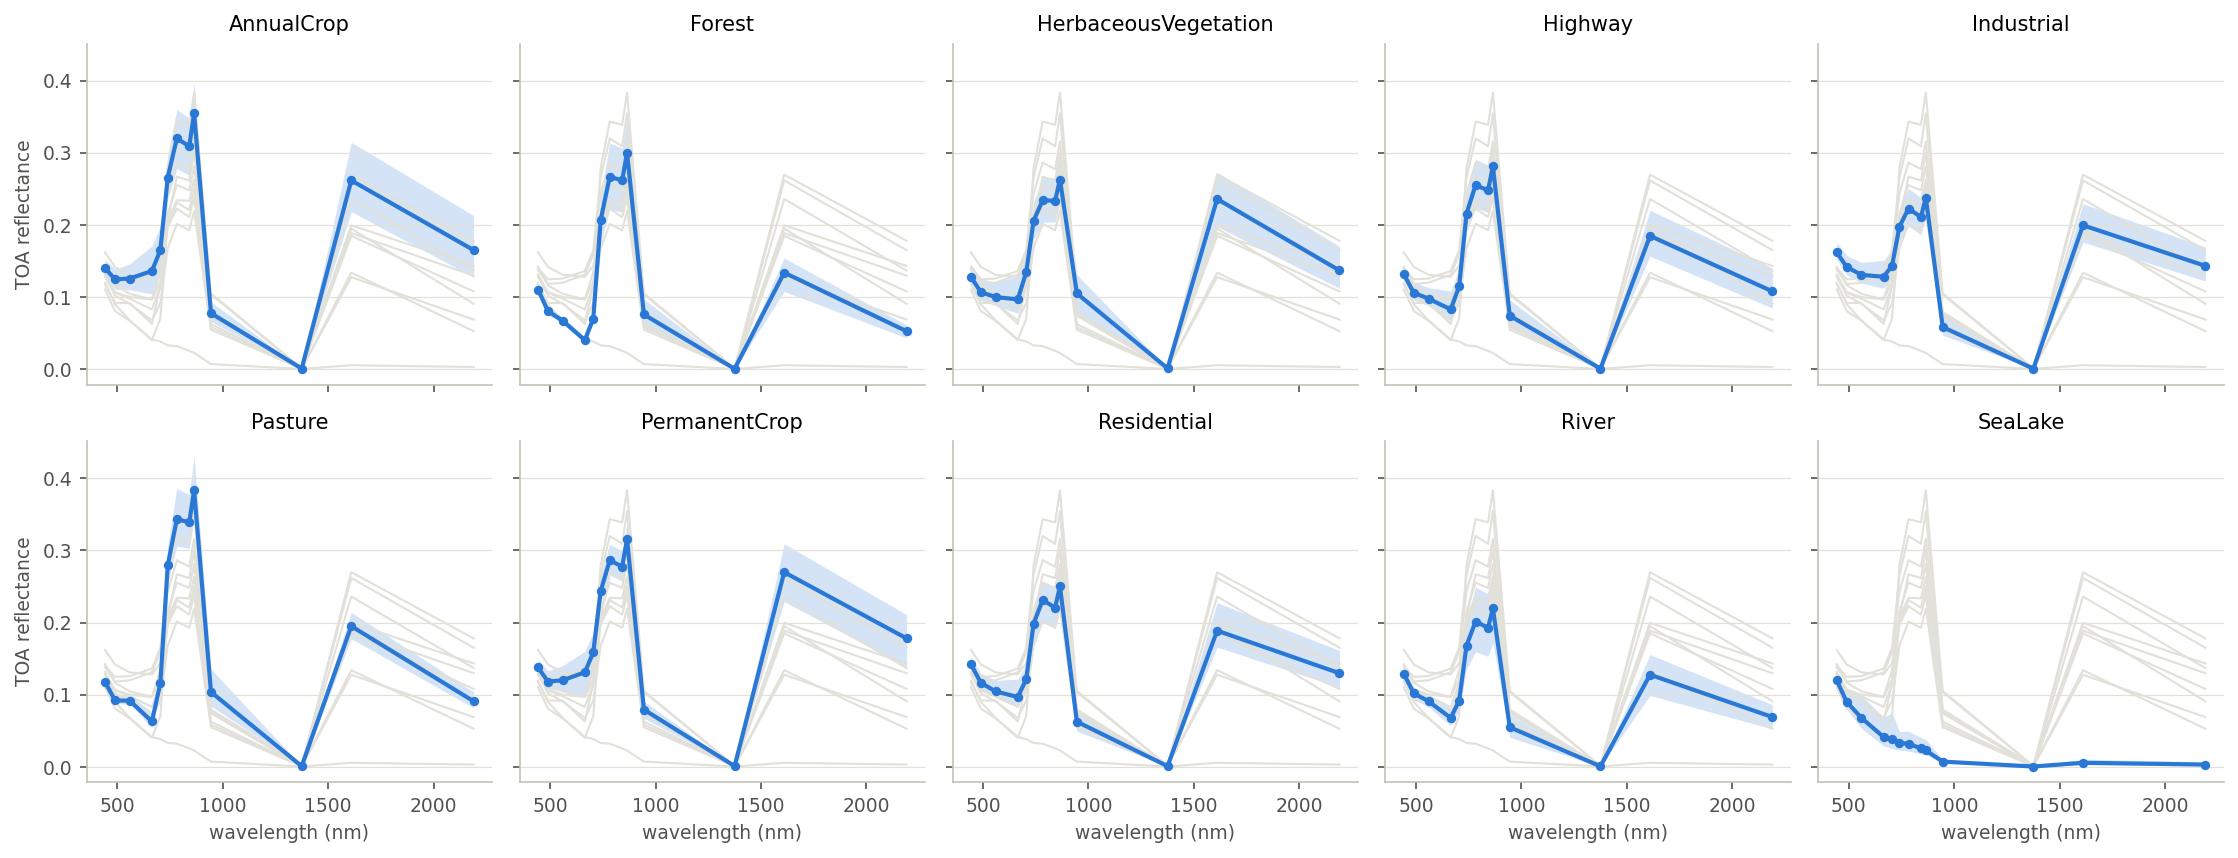 AnnualCrop
Forest
HerbaceousVegetation
Highway
Industrial
TOA reflectance
0.4
0.3
0.2
0.1
0.0
Pasture
PermanentCrop
Residential
River
SeaLake
TOA reflectance
0.4
0.3
0.2
0.1
0.0
500 1000 1500 2000
500 1000 1500 2000
500 1000 1500 2000
500 1000 1500 2000
500 1000 1500 2000
wavelength (nm)
wavelength (nm)
wavelength (nm)
wavelength (nm)
wavelength (nm)